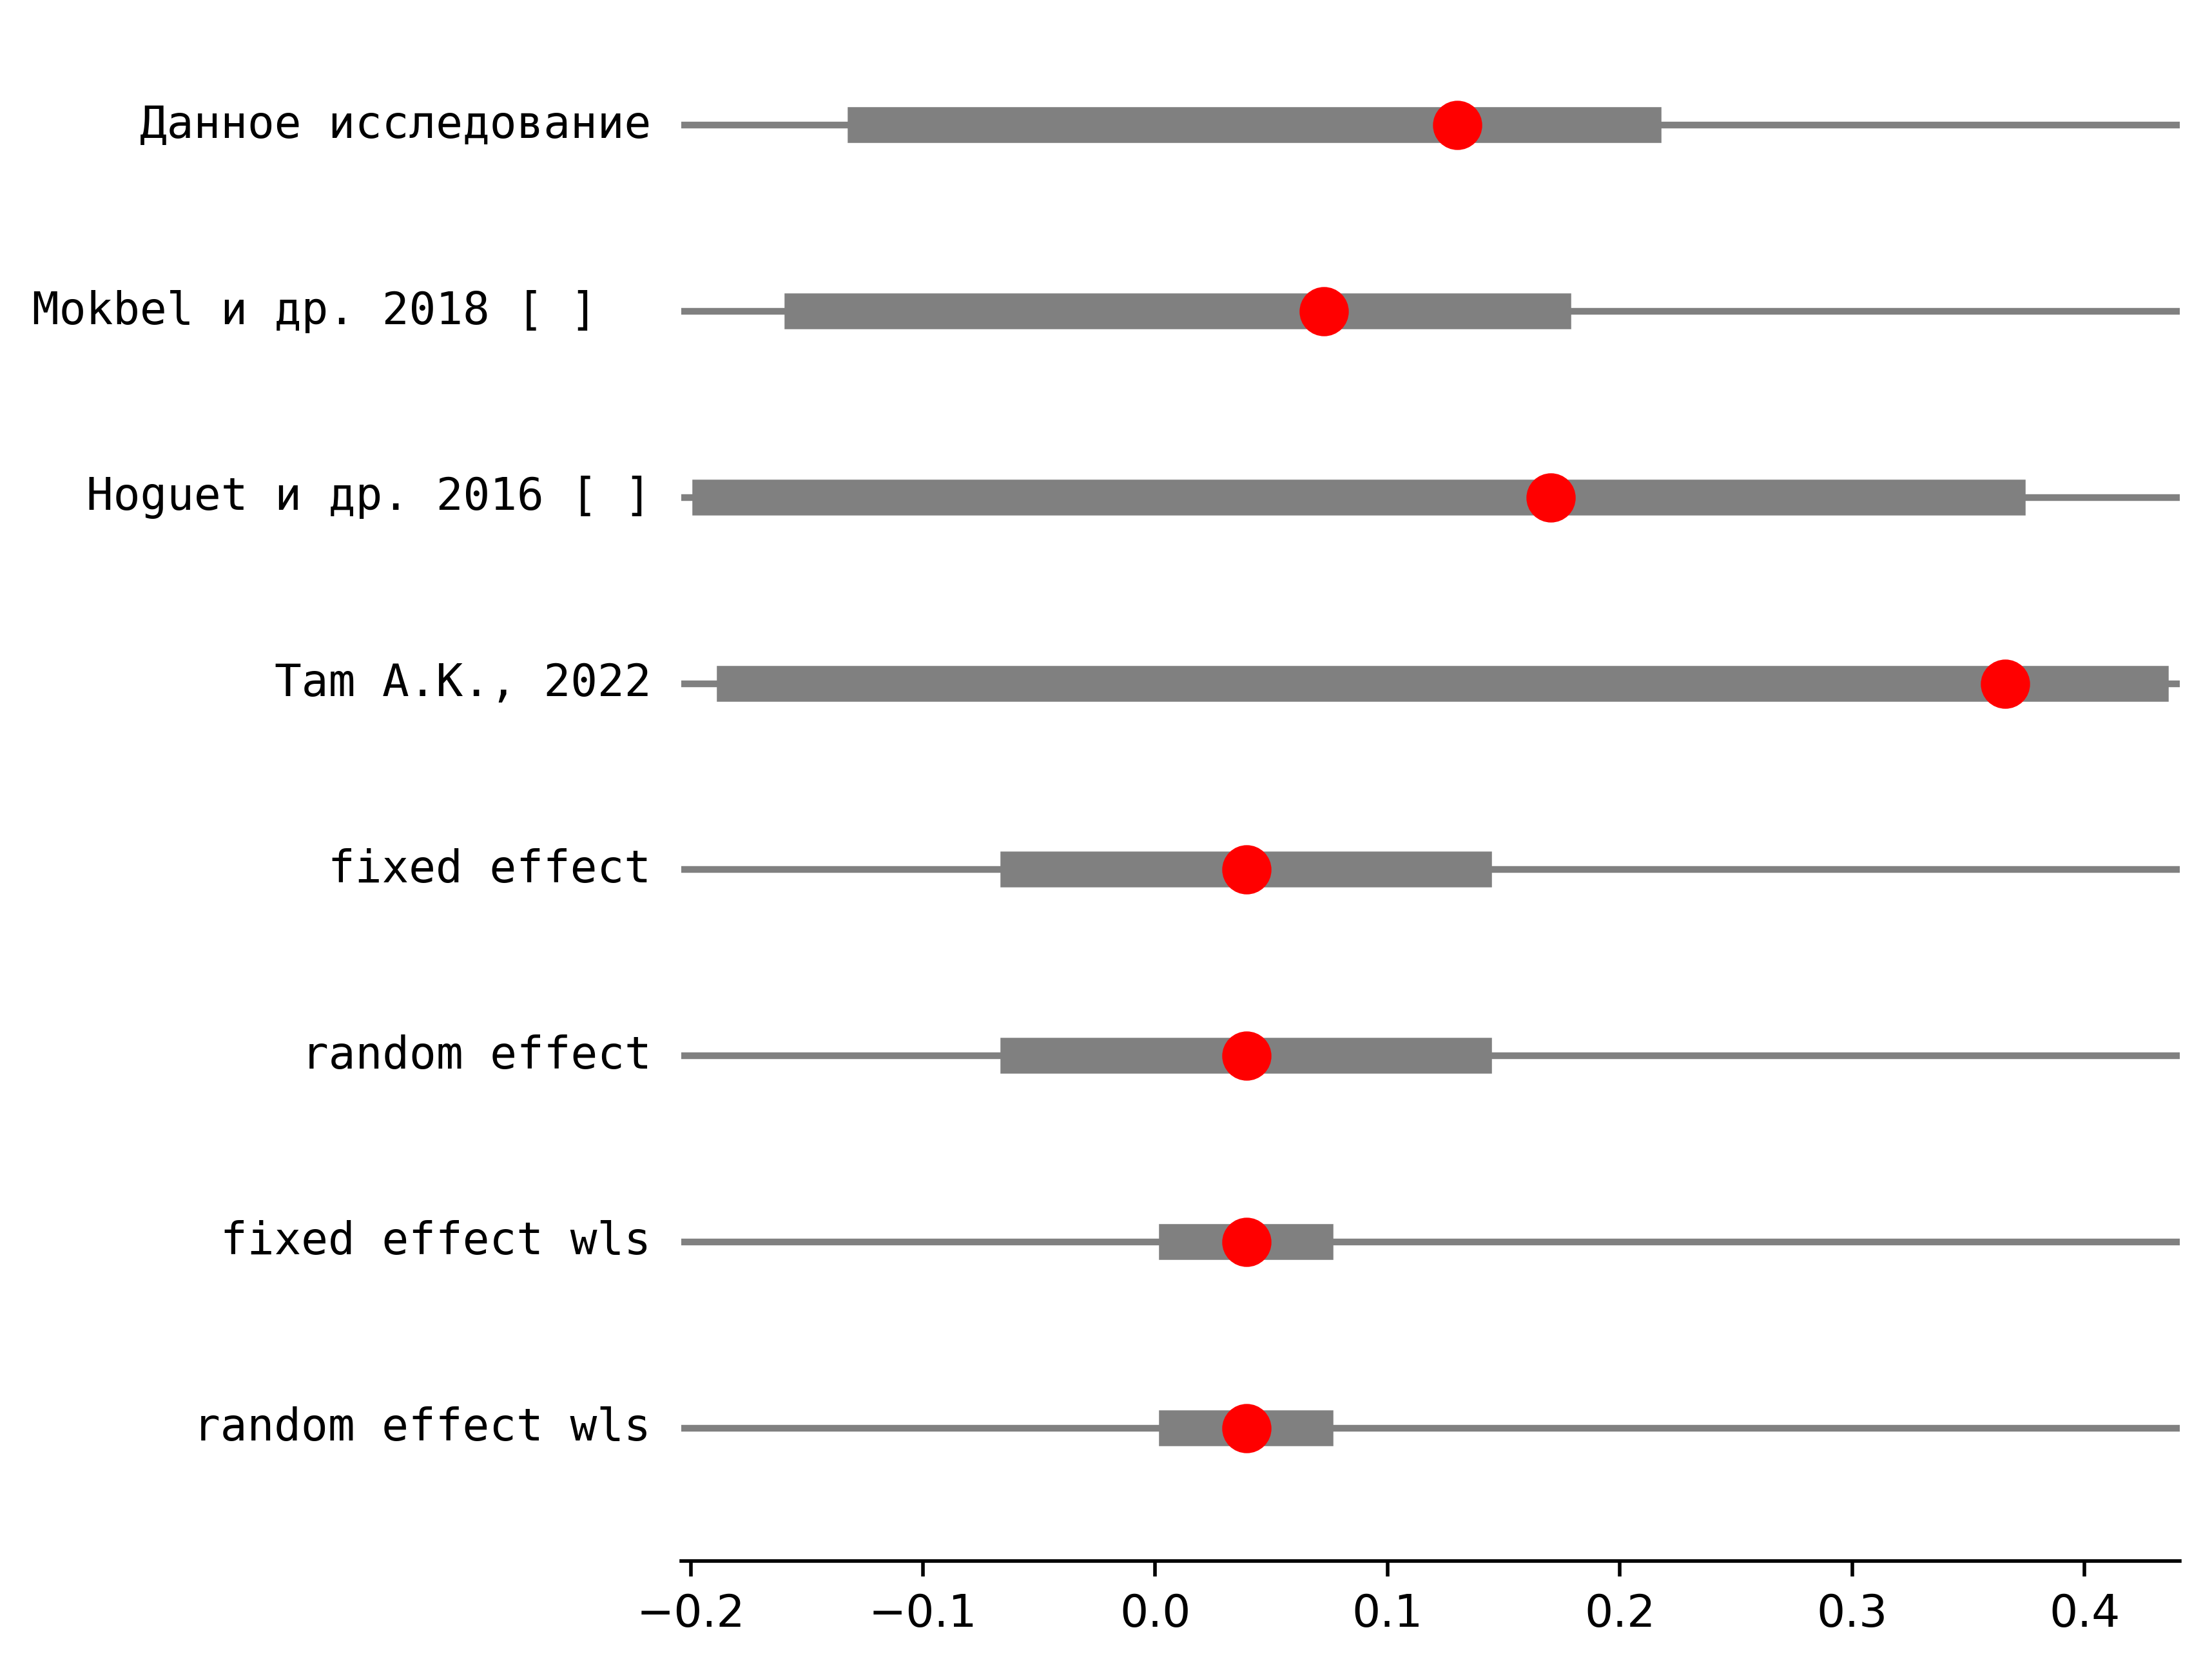 Данное исследование
Mokbel и др. 2018 [ ]
Hoguet и др. 2016 [ ]
Там А.К., 2022
fixed effect
random effect
fixed effect wls
random effect wls
−0.2 −0.1 0.0 0.1 0.2 0.3 0.4